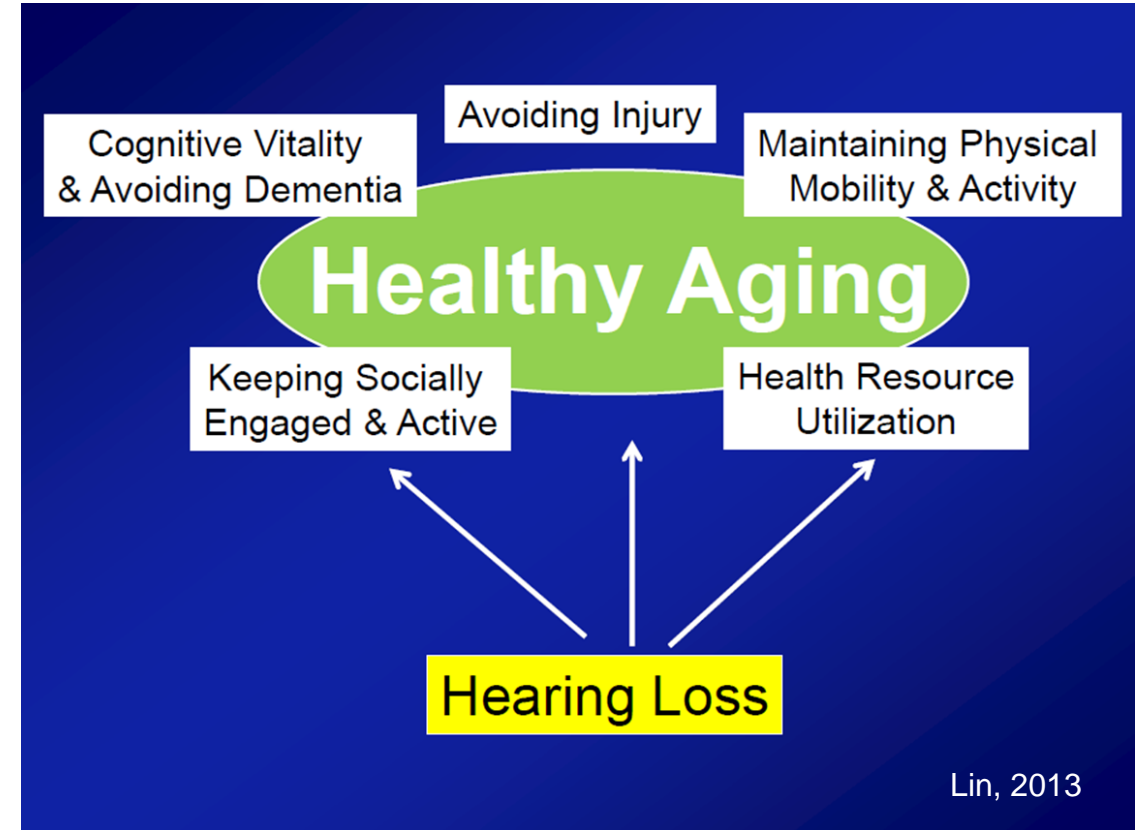 Avoiding Injury
Cognitive Vitality
& Avoiding Dementia
Maintaining Physical
Mobility & Activity
Healthy Aging
Keeping Socially
Engaged & Active
Health Resource
Utilization
Hearing Loss
Lin, 2013